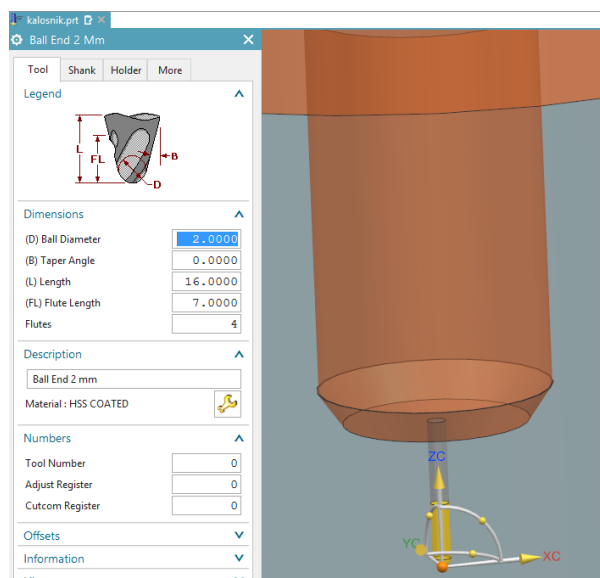 kalosnik.prt
Ball End 2 Mm
Tool Shank Holder More
Legend
L
FL
B
D
Dimensions
(D) Ball Diameter 2.0000
(B) Taper Angle 0.0000
(L) Length 16.0000
(FL) Flute Length 7.0000
Flutes 4
Description
Ball End 2 mm
Material : HSS COATED
Numbers
Tool Number 0
Adjust Register 0
Cutcom Register 0
Offsets
Information
ZC
YC
XC